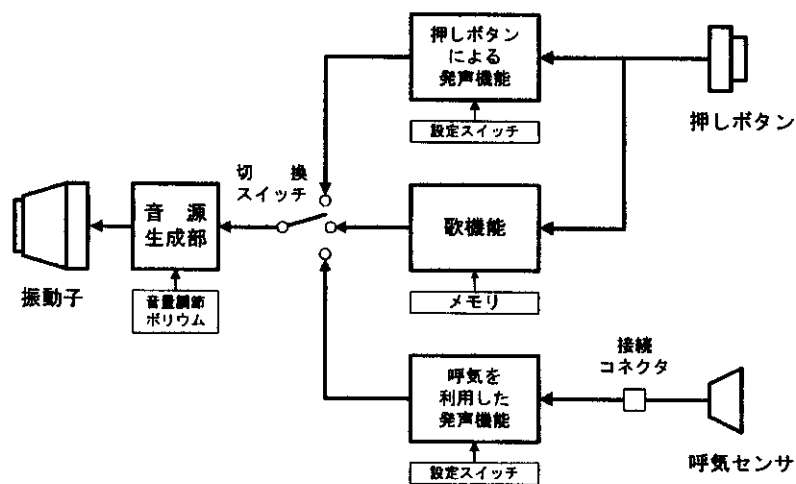 押しボタン
による
発声機能
設定スイッチ
押しボタン
切 換
スイッチ
音 源
生成部
歌機能
振動子
音量調節
ボリウム
メモリ
接続
コネクタ
呼気を
利用した
発声機能
設定スイッチ
呼気センサ